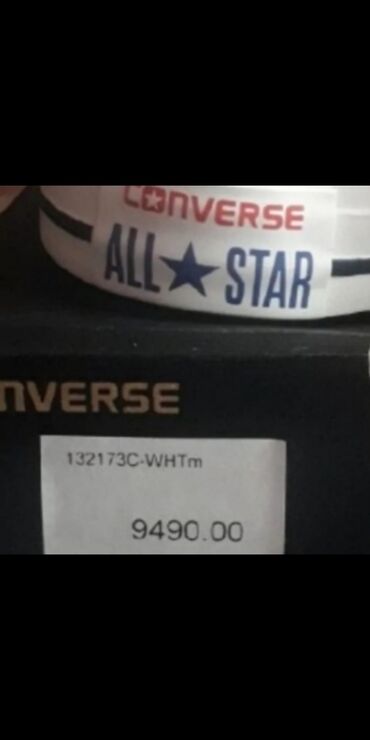 CONVERSE
ALL★STAR
NVERSE
132173C-WHTm
9490.00